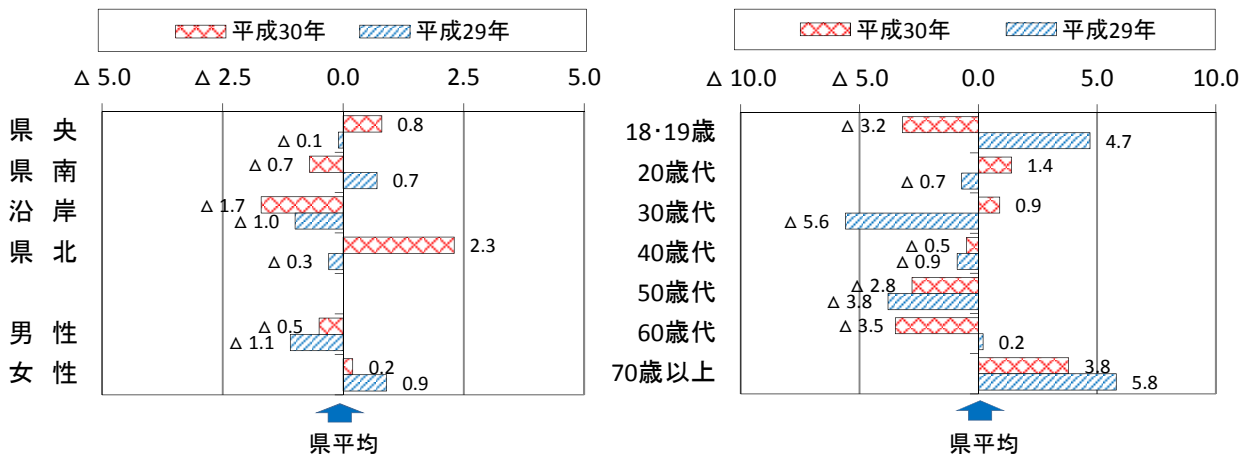 平成30年 平成29年
△ 5.0 △ 2.5 0.0 2.5 5.0
県 央 0.8
△ 0.1
県 南 △ 0.7
0.7
沿 岸 △ 1.7
△ 1.0
県 北 2.3
△ 0.3
男 性 △ 0.5
△ 1.1
女 性 0.2
0.9
県平均
平成30年 平成29年
△ 10.0 △ 5.0 0.0 5.0 10.0
18・19歳 △ 3.2
4.7
20歳代 1.4
△ 0.7
30歳代 0.9
△ 5.6
40歳代 △ 0.5
△ 0.9
50歳代 △ 2.8
△ 3.8
60歳代 △ 3.5
0.2
70歳以上 3.8
5.8
県平均